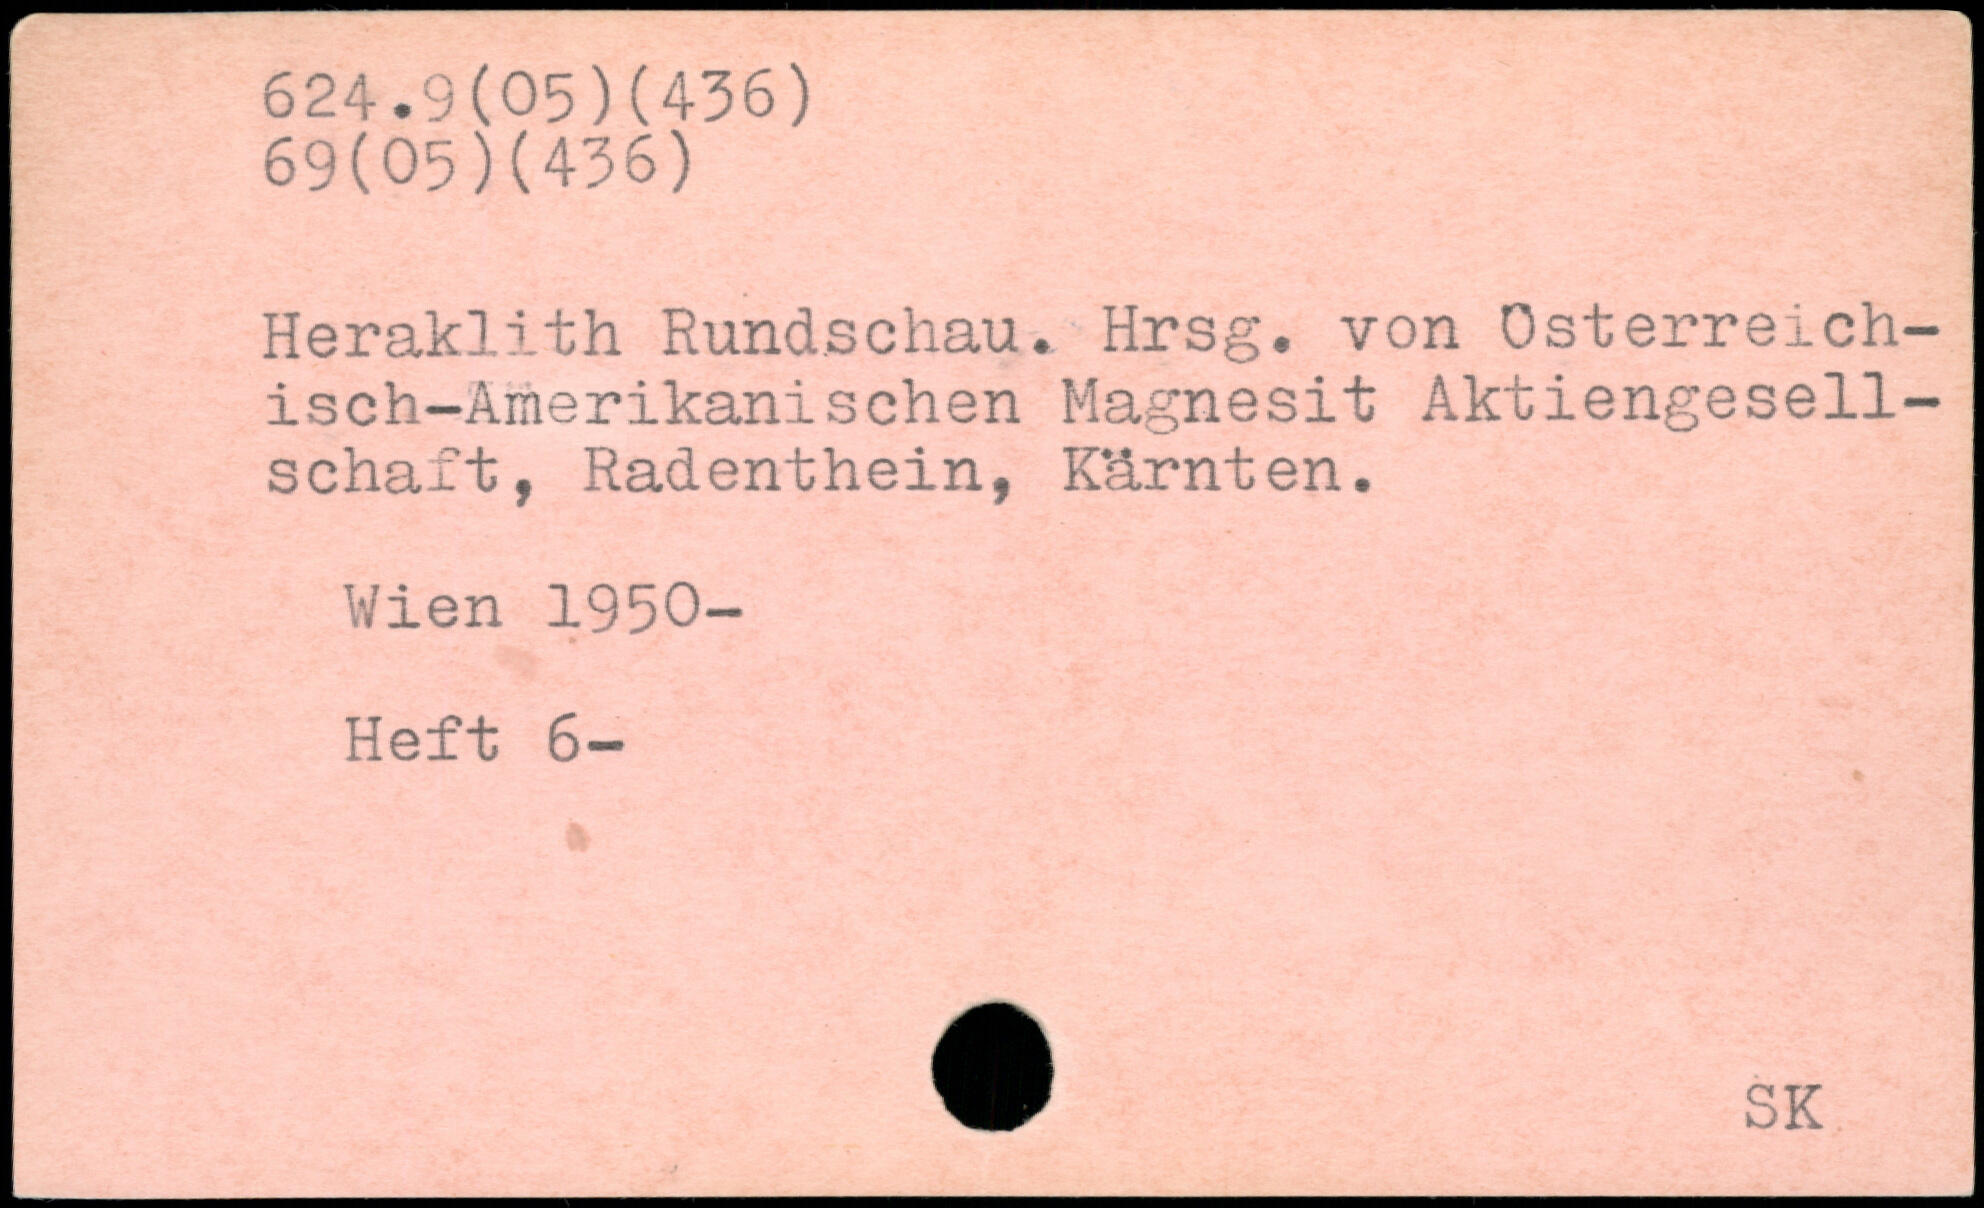 624.9(05)(436)
69(05)(436)
Heraklith Rundschau. Hrsg. von Österreich-
isch-Amerikanischen Magnesit Aktiengesell-
schaft, Radenthein, Kärnten.
Wien 1950-
Heft 6-
SK